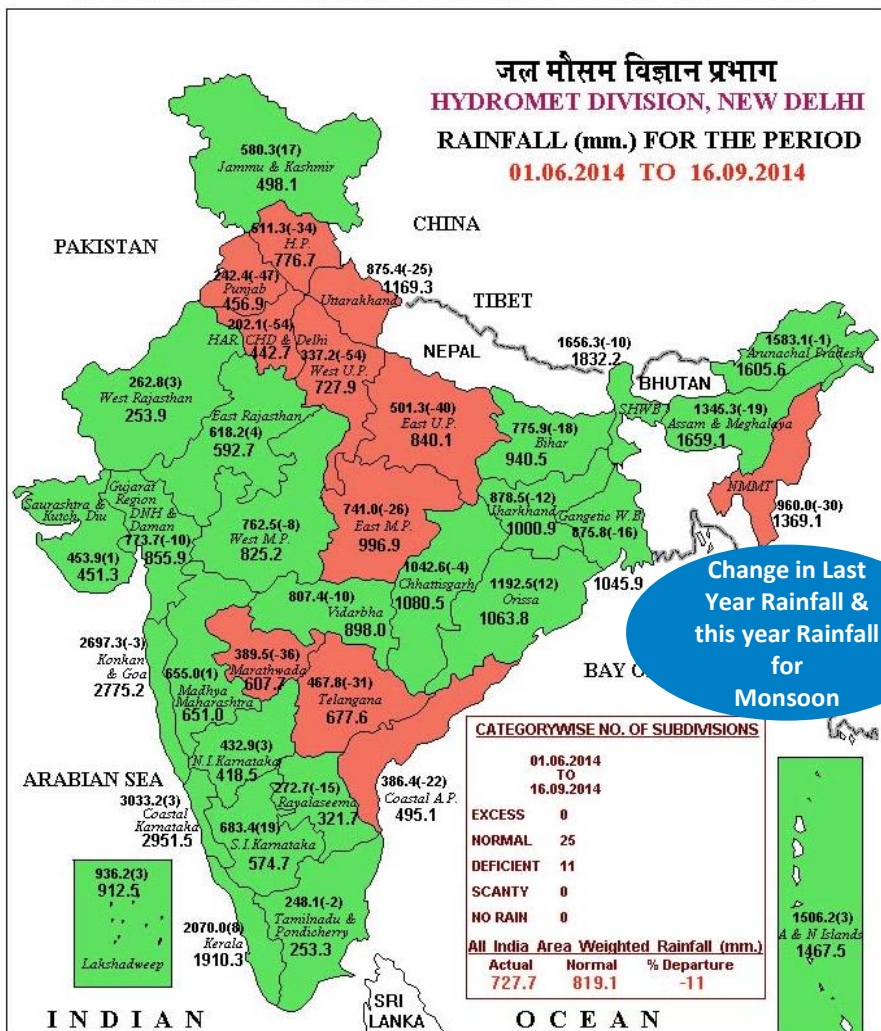 जल मौसम विज्ञान प्रभाग
HYDROMET DIVISION, NEW DELHI
RAINFALL (mm.) FOR THE PERIOD
01.06.2014 TO 16.09.2014
580.3(17)
Jammu & Kashmir
498.1
CHINA
PAKISTAN
511.3(-34)
H.P.
776.7
242.4(-47)
Punjab
456.9
875.4(-25)
1169.3
Uttarakhand
TIBET
202.1(-54)
HAR CHD & Delhi
442.7
337.2(-54)
West U.P.
727.9
NEPAL
1656.3(-10)
1832.2
SHWB
BHUTAN
1583.1(-1)
Arunachal Pradesh
1605.6
262.8(3)
West Rajasthan
253.9
East Rajasthan
618.2(4)
592.7
501.3(-40)
East U.P.
840.1
775.9(-18)
Bihar
940.5
1345.3(-19)
Assam & Meghalaya
1659.1
NMMT
960.0(-30)
1369.1
Saurashtra &
Kutch, Diu
453.9(1)
451.3
Gujarat
Region
DNH &
Daman
773.7(-10)
855.9
762.5(-8)
West M.P.
825.2
741.0(-26)
East M.P.
996.9
878.5(-12)
Jharkhand
1000.9
Gangetic W.B.
875.8(-16)
1045.9
1042.6(-4)
Chhattisgarh
1080.5
1192.5(12)
Orissa
1063.8
807.4(-10)
Vidarbha
898.0
Change in Last
Year Rainfall &
this year Rainfall
for
Monsoon
2697.3(-3)
Konkan
& Goa
2775.2
655.0(1)
Madhya
Maharashtra
651.0
389.5(-36)
Marathwada
607.7
467.8(-31)
Telangana
677.6
BAY O
432.9(3)
N.I.Karnataka
418.5
ARABIAN SEA
3033.2(3)
Coastal
Karnataka
2951.5
272.7(-15)
Rayalaseema
321.7
386.4(-22)
Coastal A.P.
495.1
683.4(19)
S.I.Karnataka
574.7
936.2(3)
912.5
Lakshadweep
2070.0(8)
Kerala
1910.3
248.1(-2)
Tamilnadu &
Pondicherry
253.3
CATEGORYWISE NO. OF SUBDIVISIONS
01.06.2014
TO
16.09.2014
EXCESS 0
NORMAL 25
DEFICIENT 11
SCANTY 0
NO RAIN 0
All India Area Weighted Rainfall (mm.)
Actual Normal % Departure
727.7 819.1 -11
1506.2(3)
A & N Islands
1467.5
SRI
LANKA
INDIAN OCEAN